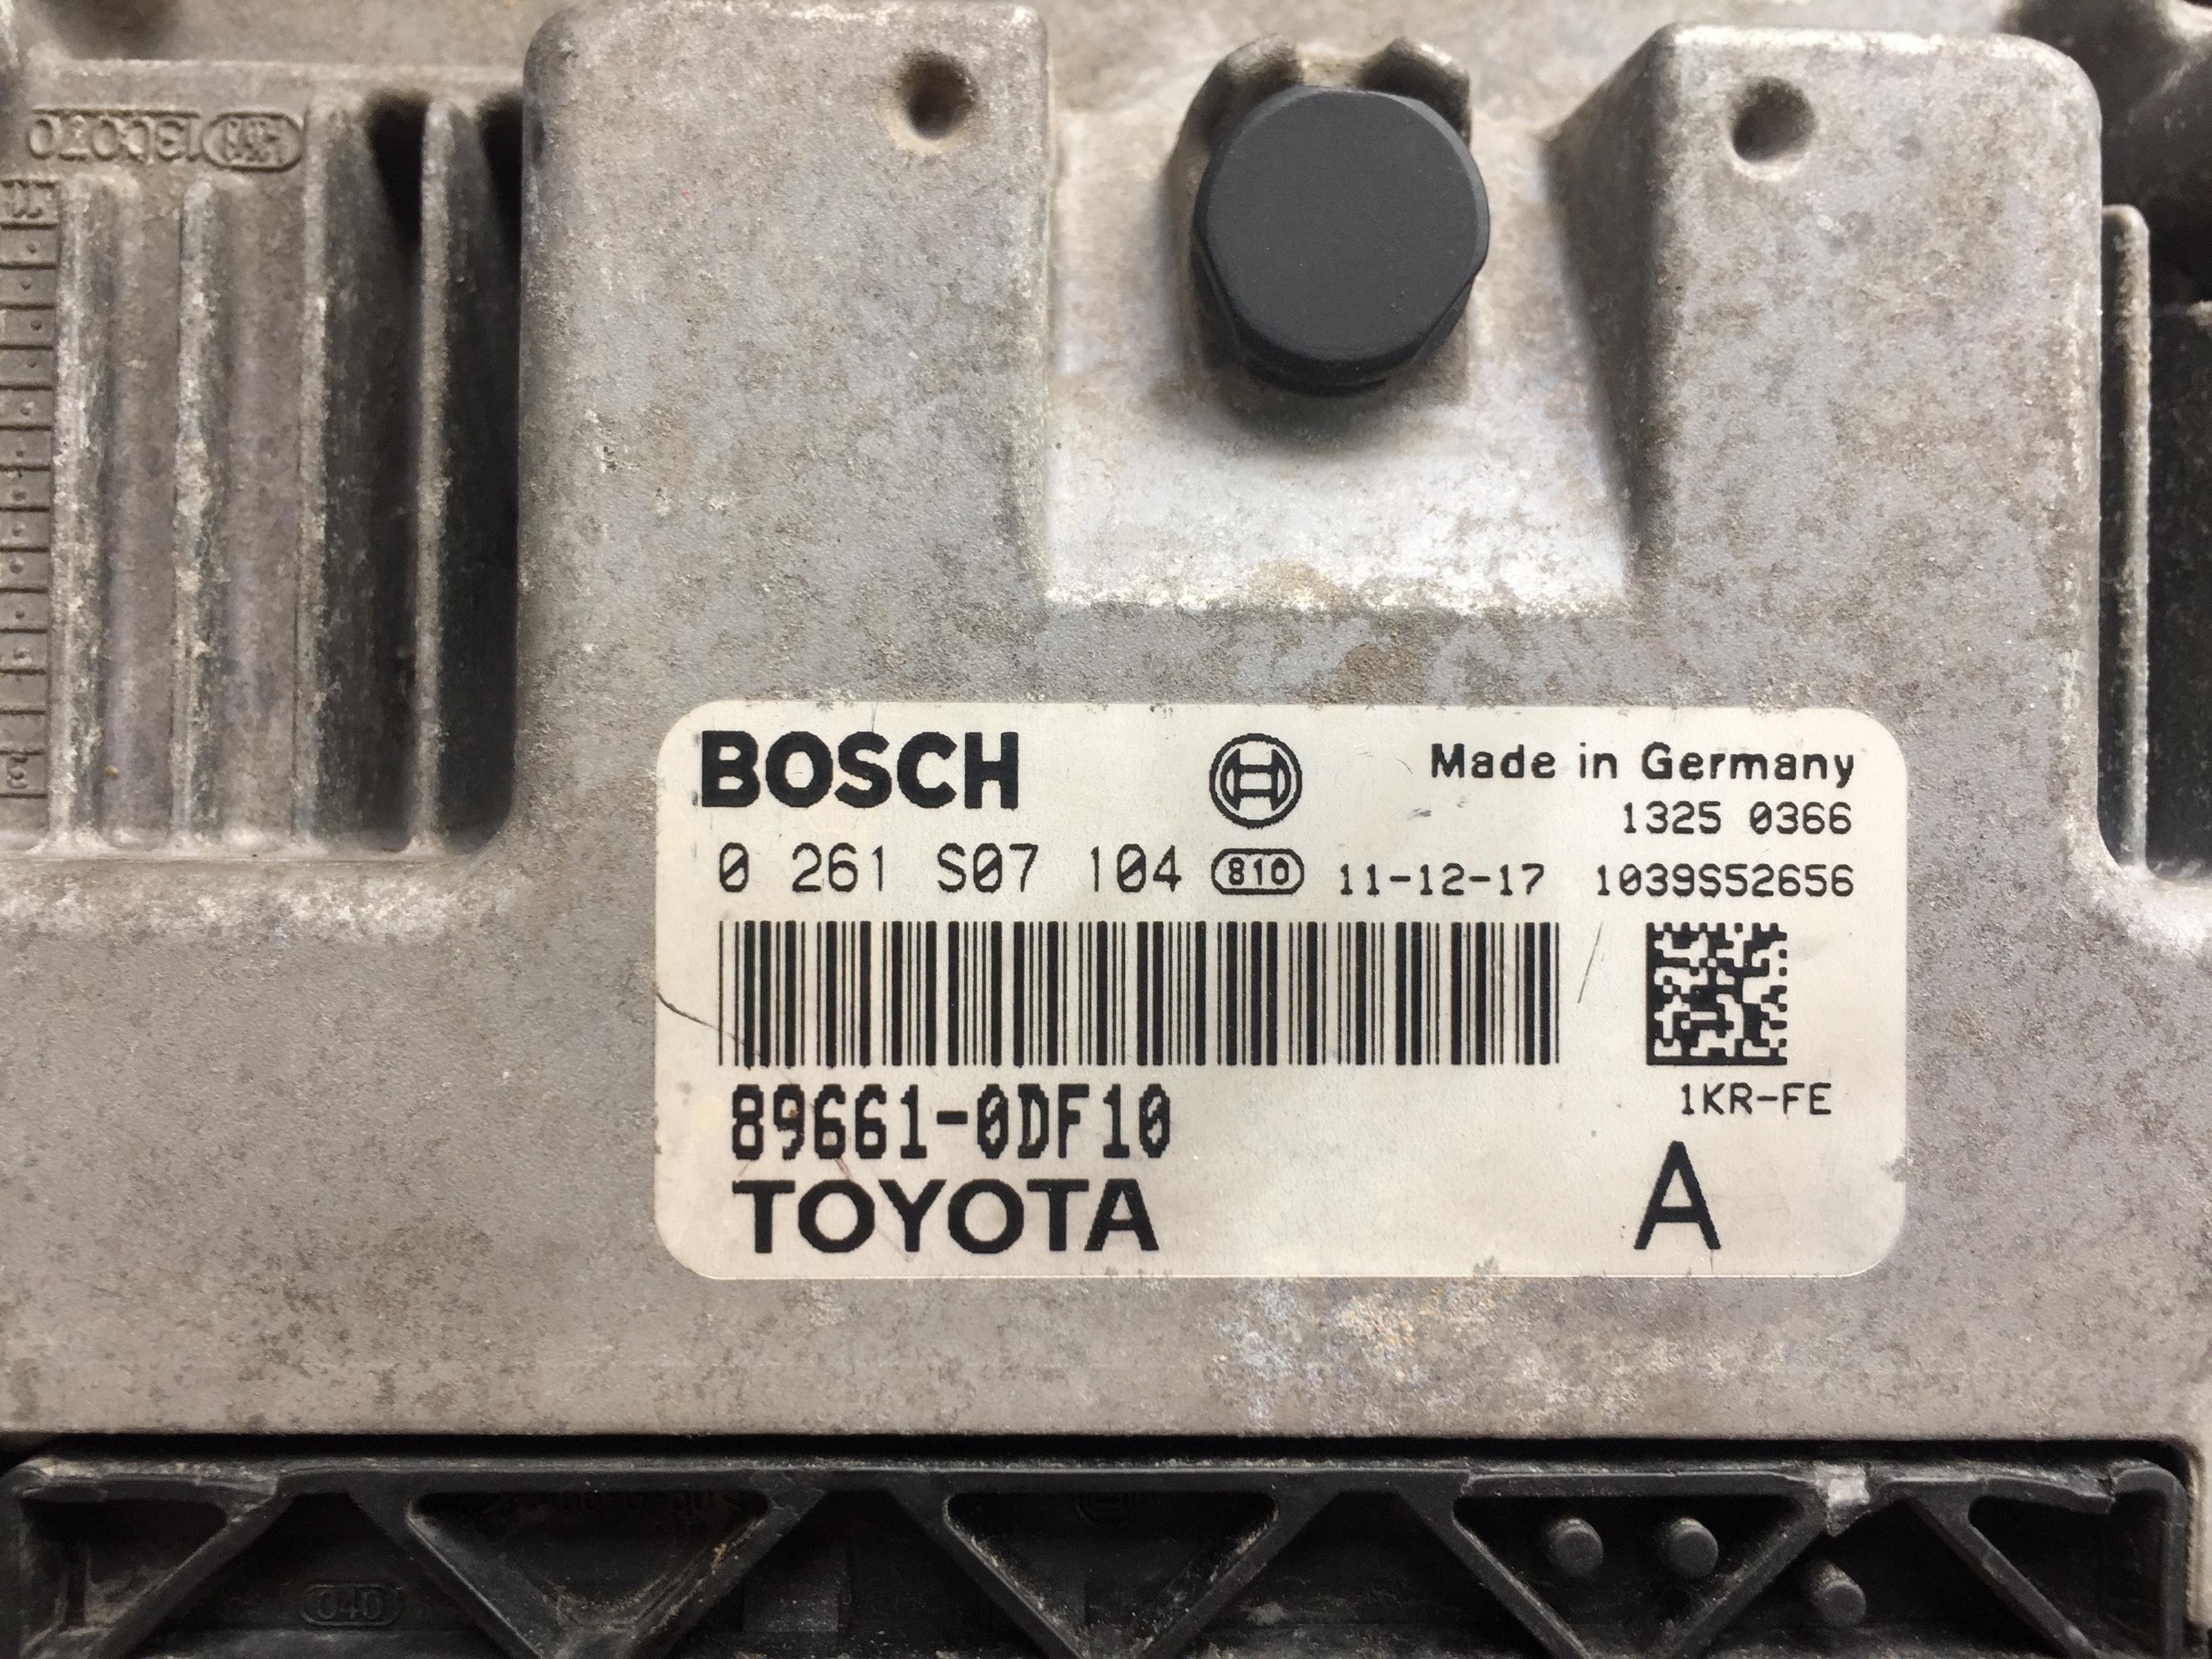 BOSCH
Made in Germany
1325 0366
0 261 S07 104 810 11-12-17 1039S52656
89661-0DF10
1KR-FE
TOYOTA
A
040